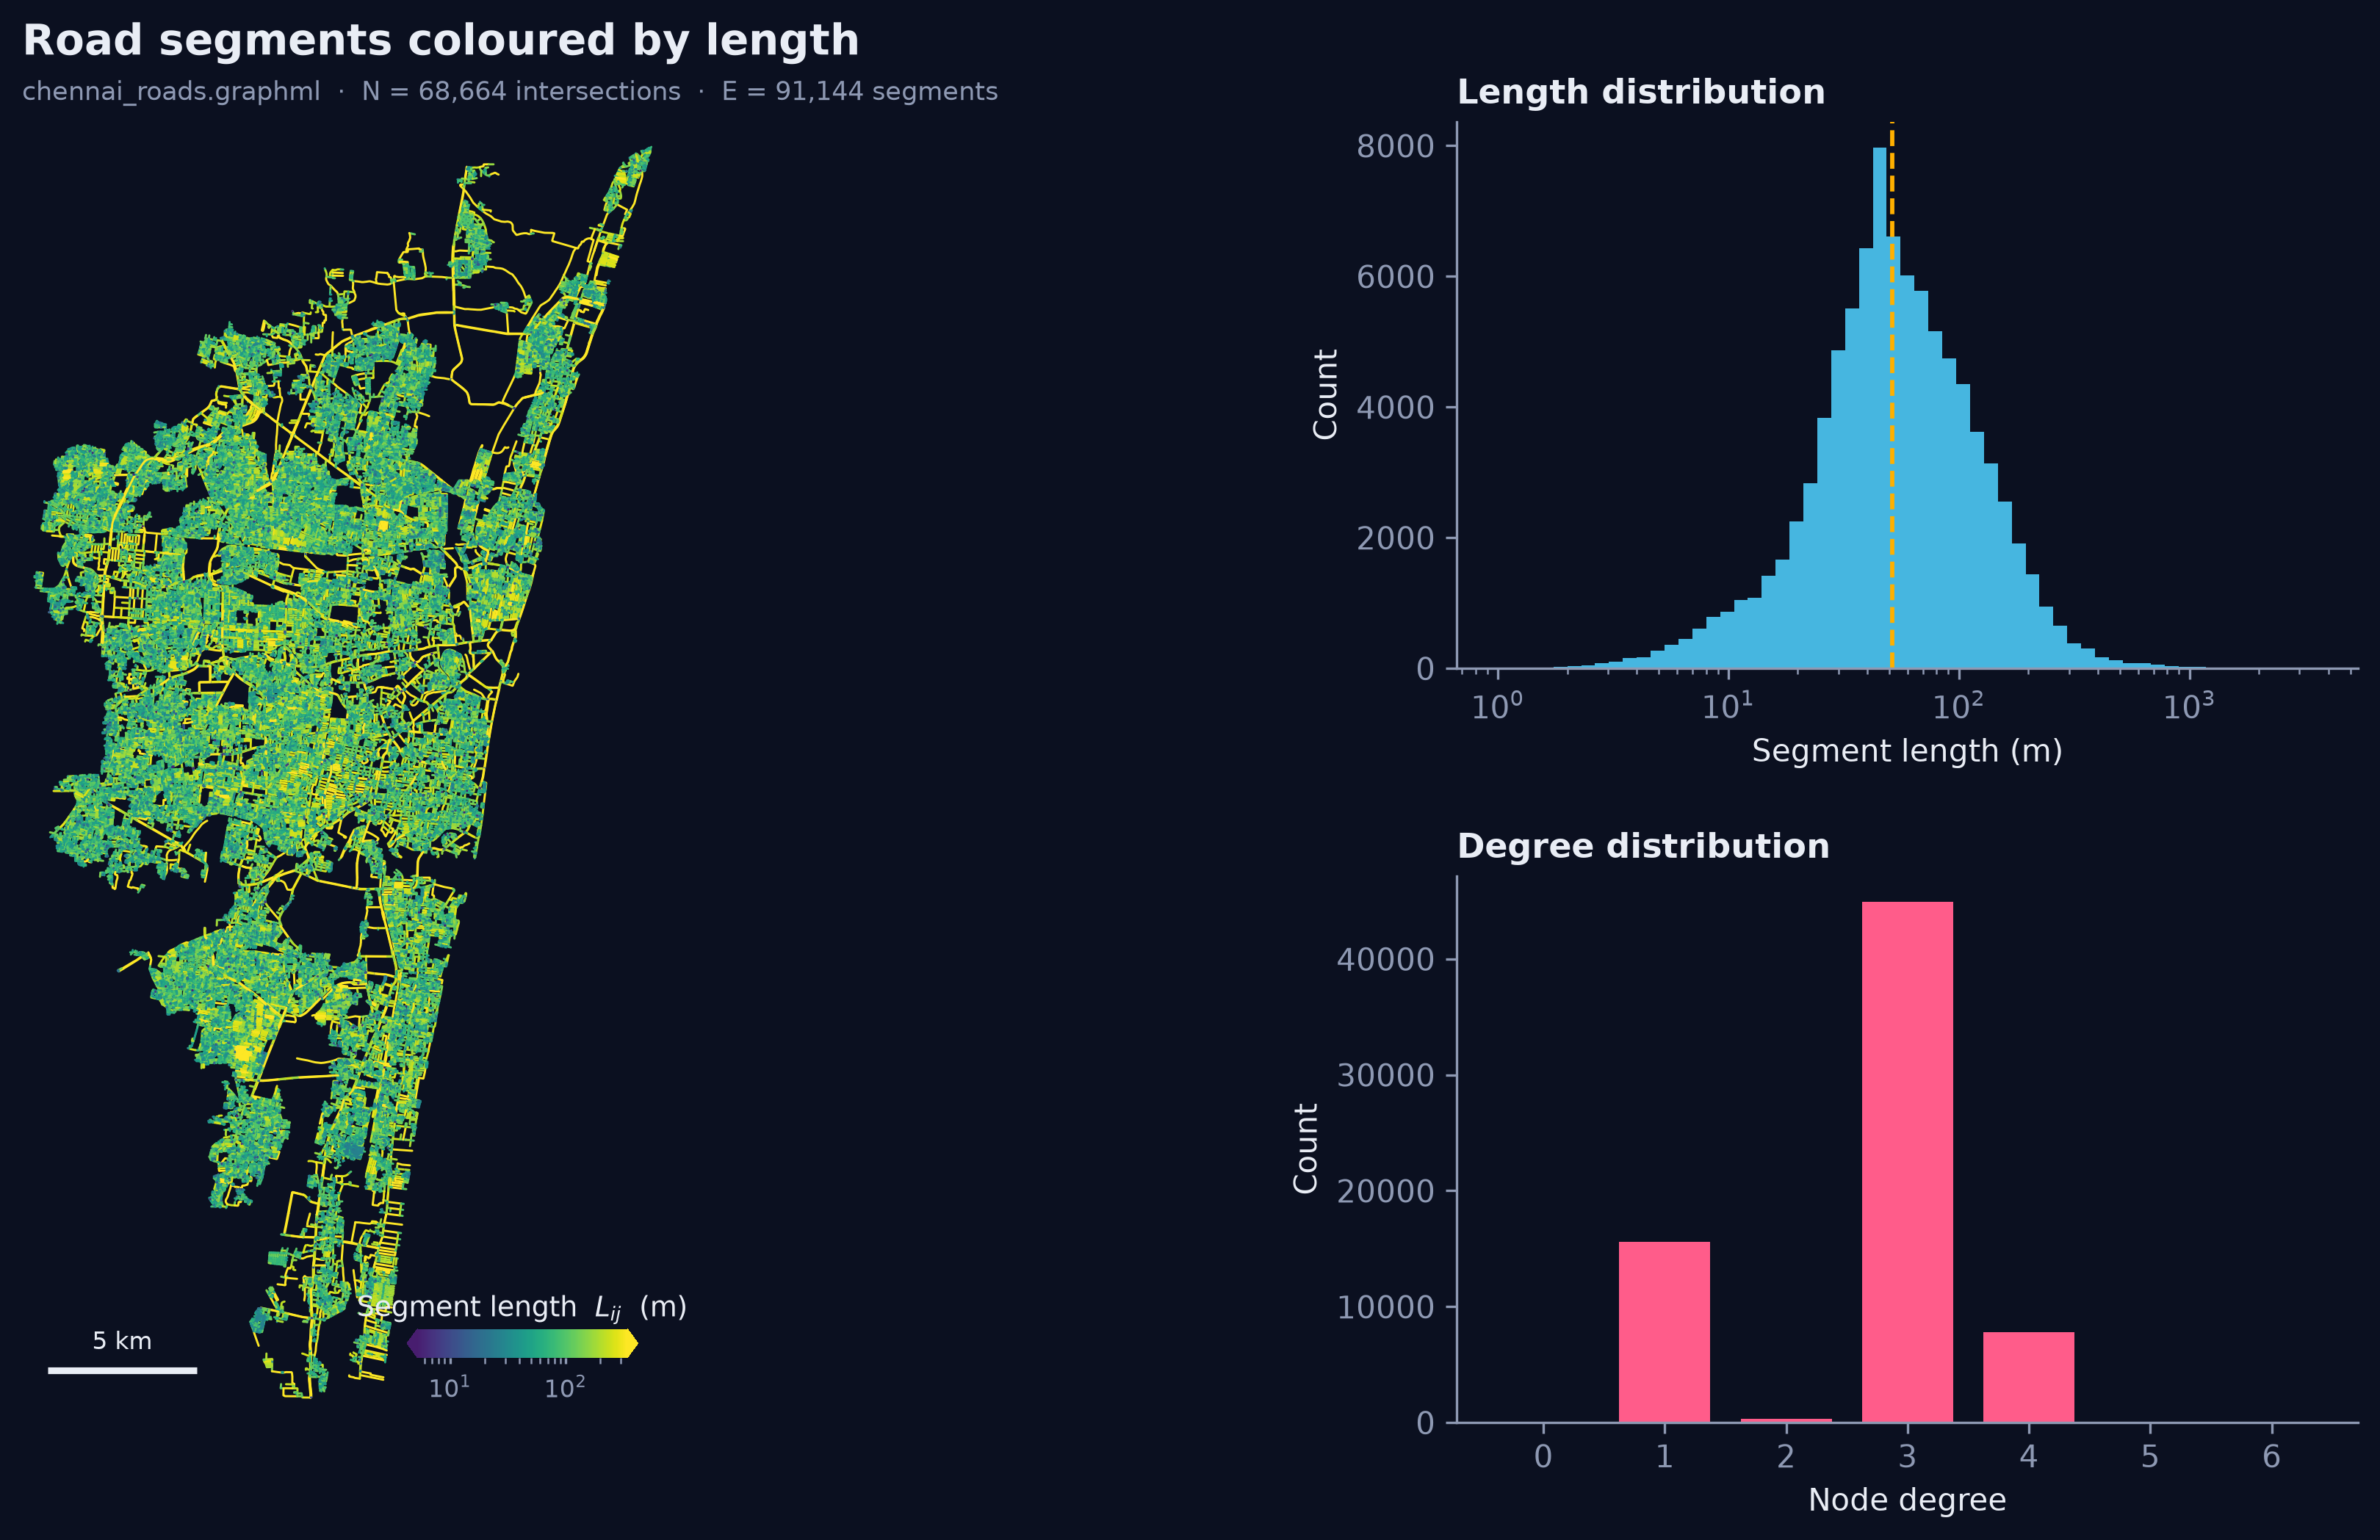 Road segments coloured by length
chennai_roads.graphml · N = 68,664 intersections · E = 91,144 segments
5 km
Segment length L_{ij} (m)
10^1 10^2
Length distribution
Count
8000
6000
4000
2000
0
10^0 10^1 10^2 10^3
Segment length (m)
Degree distribution
Count
40000
30000
20000
10000
0
0 1 2 3 4 5 6
Node degree